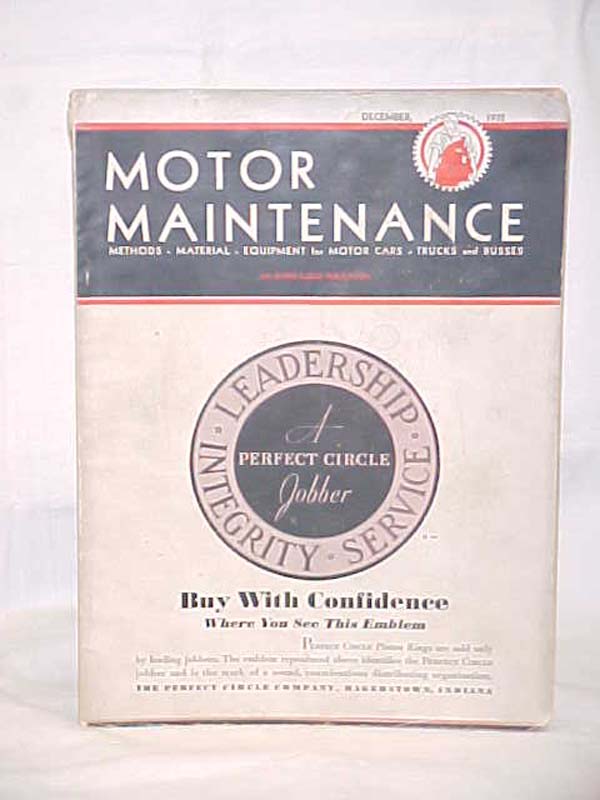 DECEMBER,
MOTOR
MAINTENANCE
METHODS - MATERIAL - EQUIPMENT for MOTOR CARS - TRUCKS and BUSSES
LEADERSHIP
INTEGRITY • SERVICE
A
PERFECT CIRCLE
Jobber
Buy With Confidence
Where You See This Emblem
PERFECT CIRCLE Piston Rings are sold only
by leading jobbers. The emblem reproduced above identifies the PERFECT CIRCLE
jobber and is the mark of a sound, conscientious distributing organization.
THE PERFECT CIRCLE COMPANY, HAGERSTOWN, INDIANA